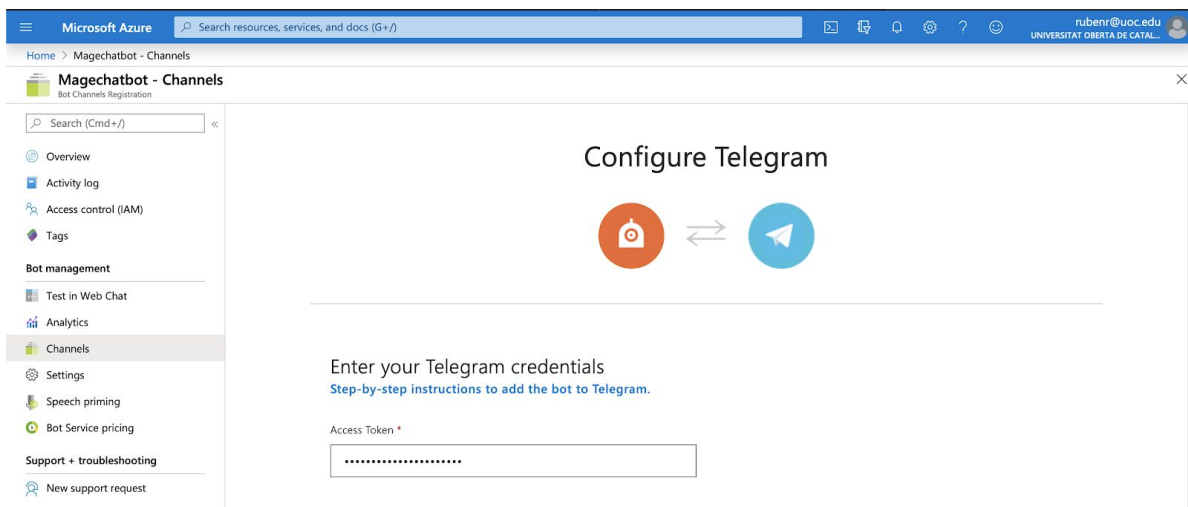 Microsoft Azure
Search resources, services, and docs (G+/)
rubenr@uoc.edu
UNIVERSITAT OBERTA DE CATAL...
Home > Magechatbot - Channels
Magechatbot - Channels
Bot Channels Registration
Search (Cmd+/)
Overview
Activity log
Access control (IAM)
Tags
Bot management
Test in Web Chat
Analytics
Channels
Settings
Speech priming
Bot Service pricing
Support + troubleshooting
New support request
Configure Telegram
Enter your Telegram credentials
Step-by-step instructions to add the bot to Telegram.
Access Token *
••••••••••••••••••••••